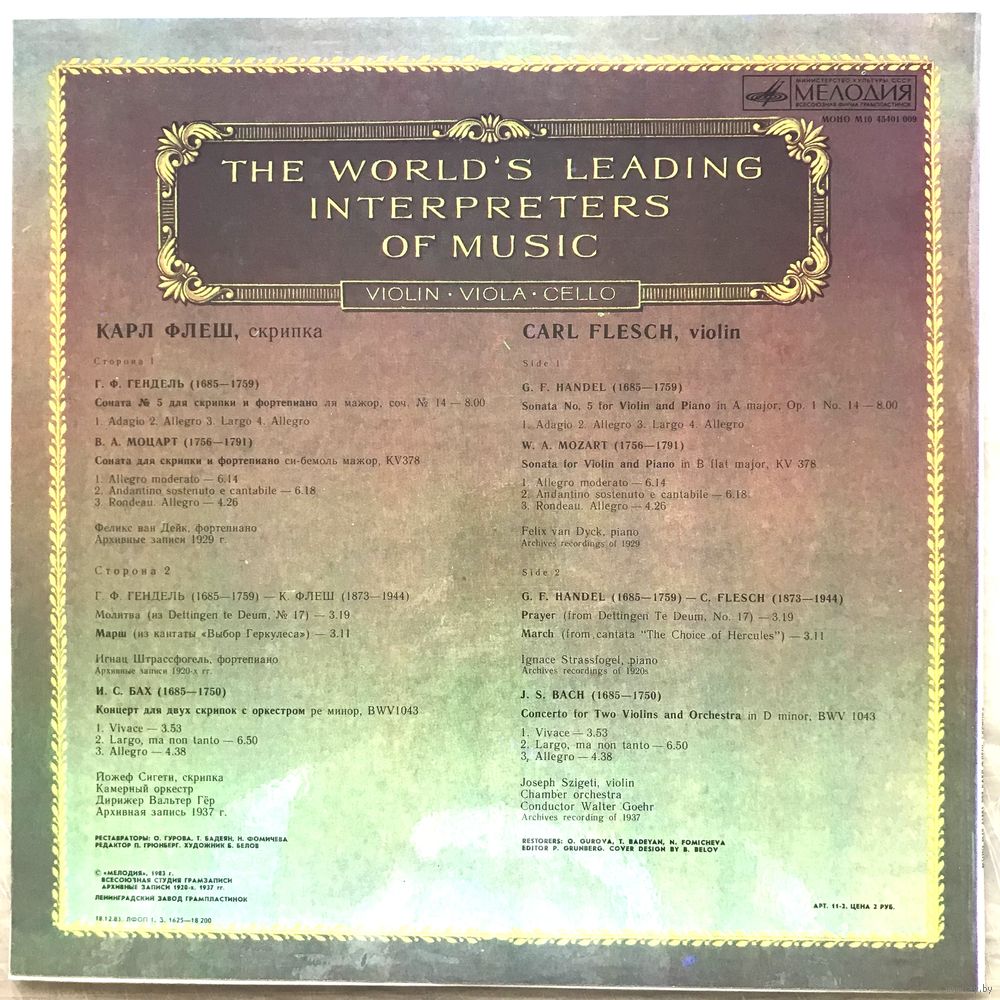 МИНИСТЕРСТВО КУЛЬТУРЫ СССР
МЕЛОДИЯ
ВСЕСОЮЗНАЯ ФИРМА ГРАМПЛАСТИНОК
МОНО М10 45401 009
THE WORLD'S LEADING
INTERPRETERS
OF MUSIC
VIOLIN · VIOLA · CELLO
КАРЛ ФЛЕШ, скрипка
Сторона 1
Г. Ф. ГЕНДЕЛЬ (1685—1759)
Соната № 5 для скрипки и фортепиано ля мажор, соч. № 14 — 8.00
1. Adagio 2. Allegro 3. Largo 4. Allegro
В. А. МОЦАРТ (1756—1791)
Соната для скрипки и фортепиано си-бемоль мажор, KV378
1. Allegro moderato — 6.14
2. Andantino sostenuto e cantabile — 6.18
3. Rondeau. Allegro — 4.26
Феликс ван Дейк, фортепиано
Архивные записи 1929 г.
Сторона 2
Г. Ф. ГЕНДЕЛЬ (1685—1759) — К. ФЛЕШ (1873—1944)
Молитва (из Dettingen te Deum, № 17) — 3.19
Марш (из кантаты «Выбор Геркулеса») — 3.11
Игнац Штрассфогель, фортепиано
Архивные записи 1920-х гг.
И. С. БАХ (1685—1750)
Концерт для двух скрипок с оркестром ре минор, BWV1043
1. Vivace — 3.53
2. Largo, ma non tanto — 6.50
3. Allegro — 4.38
Йожеф Сигети, скрипка
Камерный оркестр
Дирижер Вальтер Гёр
Архивная запись 1937 г.
РЕСТАВРАТОРЫ: О. ГУРОВА, Т. БАДЕЯН, Н. ФОМИЧЕВА
РЕДАКТОР П. ГРЮНБЕРГ. ХУДОЖНИК Б. БЕЛОВ
© «МЕЛОДИЯ», 1983 г.
ВСЕСОЮЗНАЯ СТУДИЯ ГРАМЗАПИСИ
АРХИВНЫЕ ЗАПИСИ 1920-х, 1937 гг.
ЛЕНИНГРАДСКИЙ ЗАВОД ГРАМПЛАСТИНОК
18.12.83. ЛФОП 1. З. 1625—18 200
CARL FLESCH, violin
Side 1
G. F. HANDEL (1685—1759)
Sonata No. 5 for Violin and Piano in A major, Op. 1 No. 14 — 8.00
1. Adagio 2. Allegro 3. Largo 4. Allegro
W. A. MOZART (1756—1791)
Sonata for Violin and Piano in B flat major, KV 378
1. Allegro moderato — 6.14
2. Andantino sostenuto e cantabile — 6.18
3. Rondeau. Allegro — 4.26
Felix van Dyck, piano
Archives recordings of 1929
Side 2
G. F. HANDEL (1685—1759) — C. FLESCH (1873—1944)
Prayer (from Dettingen Te Deum, No. 17) — 3.19
March (from cantata "The Choice of Hercules") — 3.11
Ignace Strassfogel, piano
Archives recordings of 1920s
J. S. BACH (1685—1750)
Concerto for Two Violins and Orchestra in D minor, BWV 1043
1. Vivace — 3.53
2. Largo, ma non tanto — 6.50
3, Allegro — 4.38
Joseph Szigeti, violin
Chamber orchestra
Conductor Walter Goehr
Archives recording of 1937
RESTORERS: O. GUROVA, T. BADEYAN, N. FOMICHEVA
EDITOR P. GRUNBERG. COVER DESIGN BY B. BELOV
АРТ. 11-2. ЦЕНА 2 РУБ.